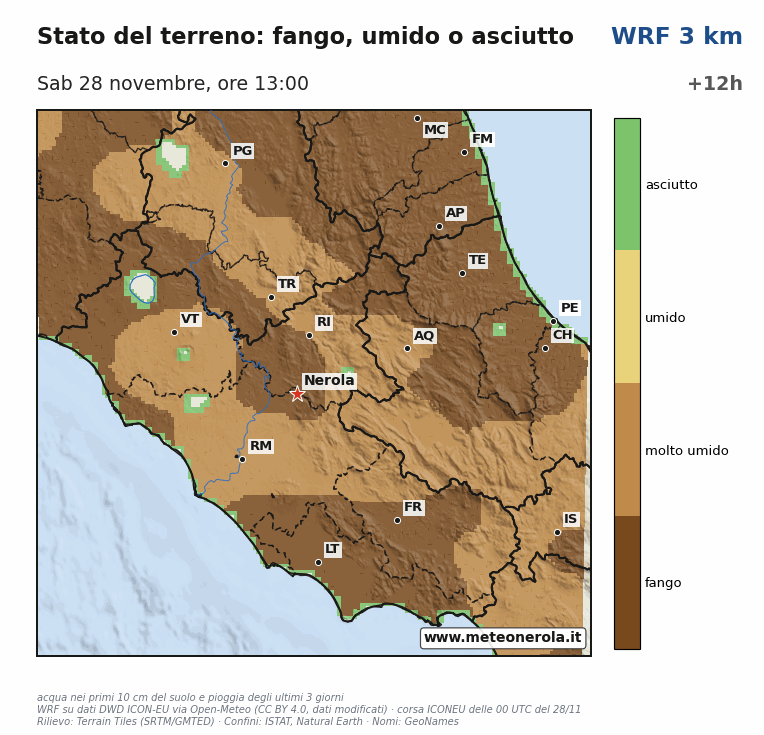 Stato del terreno: fango, umido o asciutto
WRF 3 km
Sab 28 novembre, ore 13:00
+12h
MC
FM
PG
AP
TE
TR
PE
VT
RI
AQ
CH
Nerola
RM
FR
IS
LT
www.meteonerola.it
asciutto
umido
molto umido
fango
acqua nei primi 10 cm del suolo e pioggia degli ultimi 3 giorni
WRF su dati DWD ICON-EU via Open-Meteo (CC BY 4.0, dati modificati) · corsa ICONEU delle 00 UTC del 28/11
Rilievo: Terrain Tiles (SRTM/GMTED) · Confini: ISTAT, Natural Earth · Nomi: GeoNames